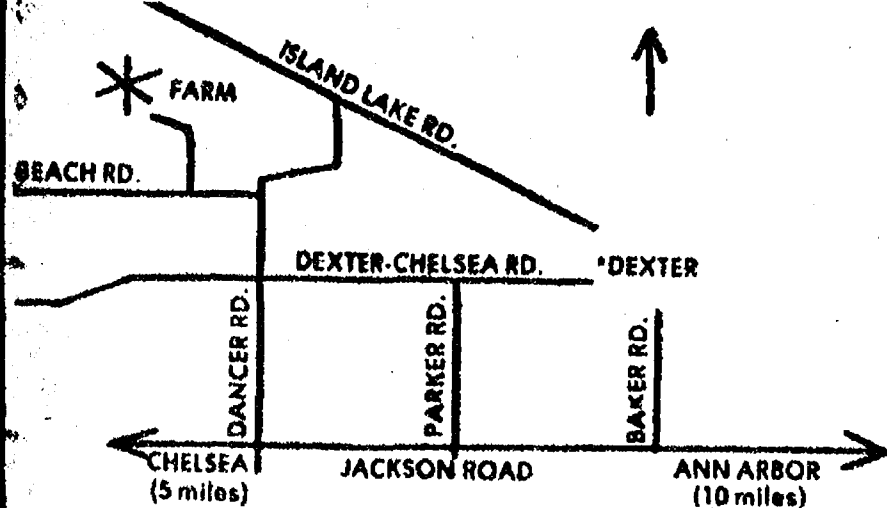 ISLAND LAKE RD.
FARM
BEACH RD.
DEXTER-CHELSEA RD.
*DEXTER
DANCER RD.
PARKER RD.
BAKER RD.
CHELSEA
(5 miles)
JACKSON ROAD
ANN ARBOR
(10 miles)